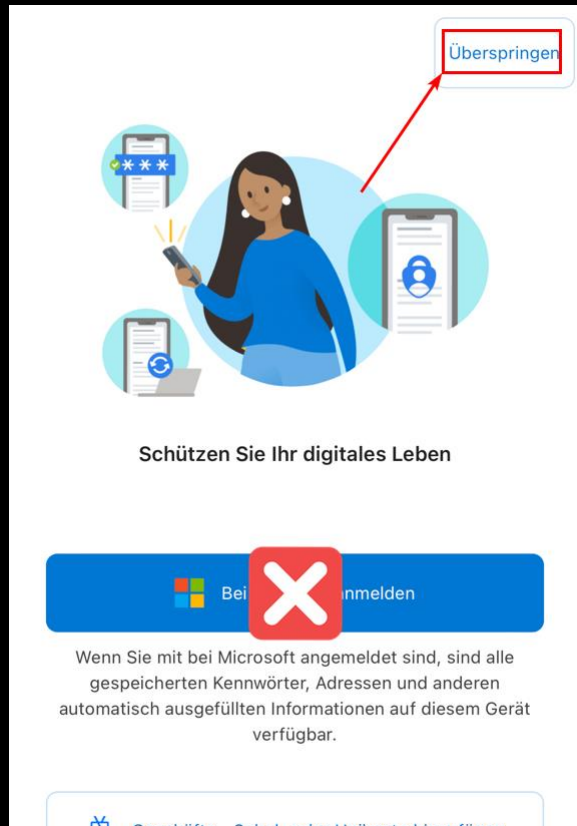 Überspringen
* * *
Schützen Sie Ihr digitales Leben
Bei nmelden
Wenn Sie mit bei Microsoft angemeldet sind, sind alle
gespeicherten Kennwörter, Adressen und anderen
automatisch ausgefüllten Informationen auf diesem Gerät
verfügbar.